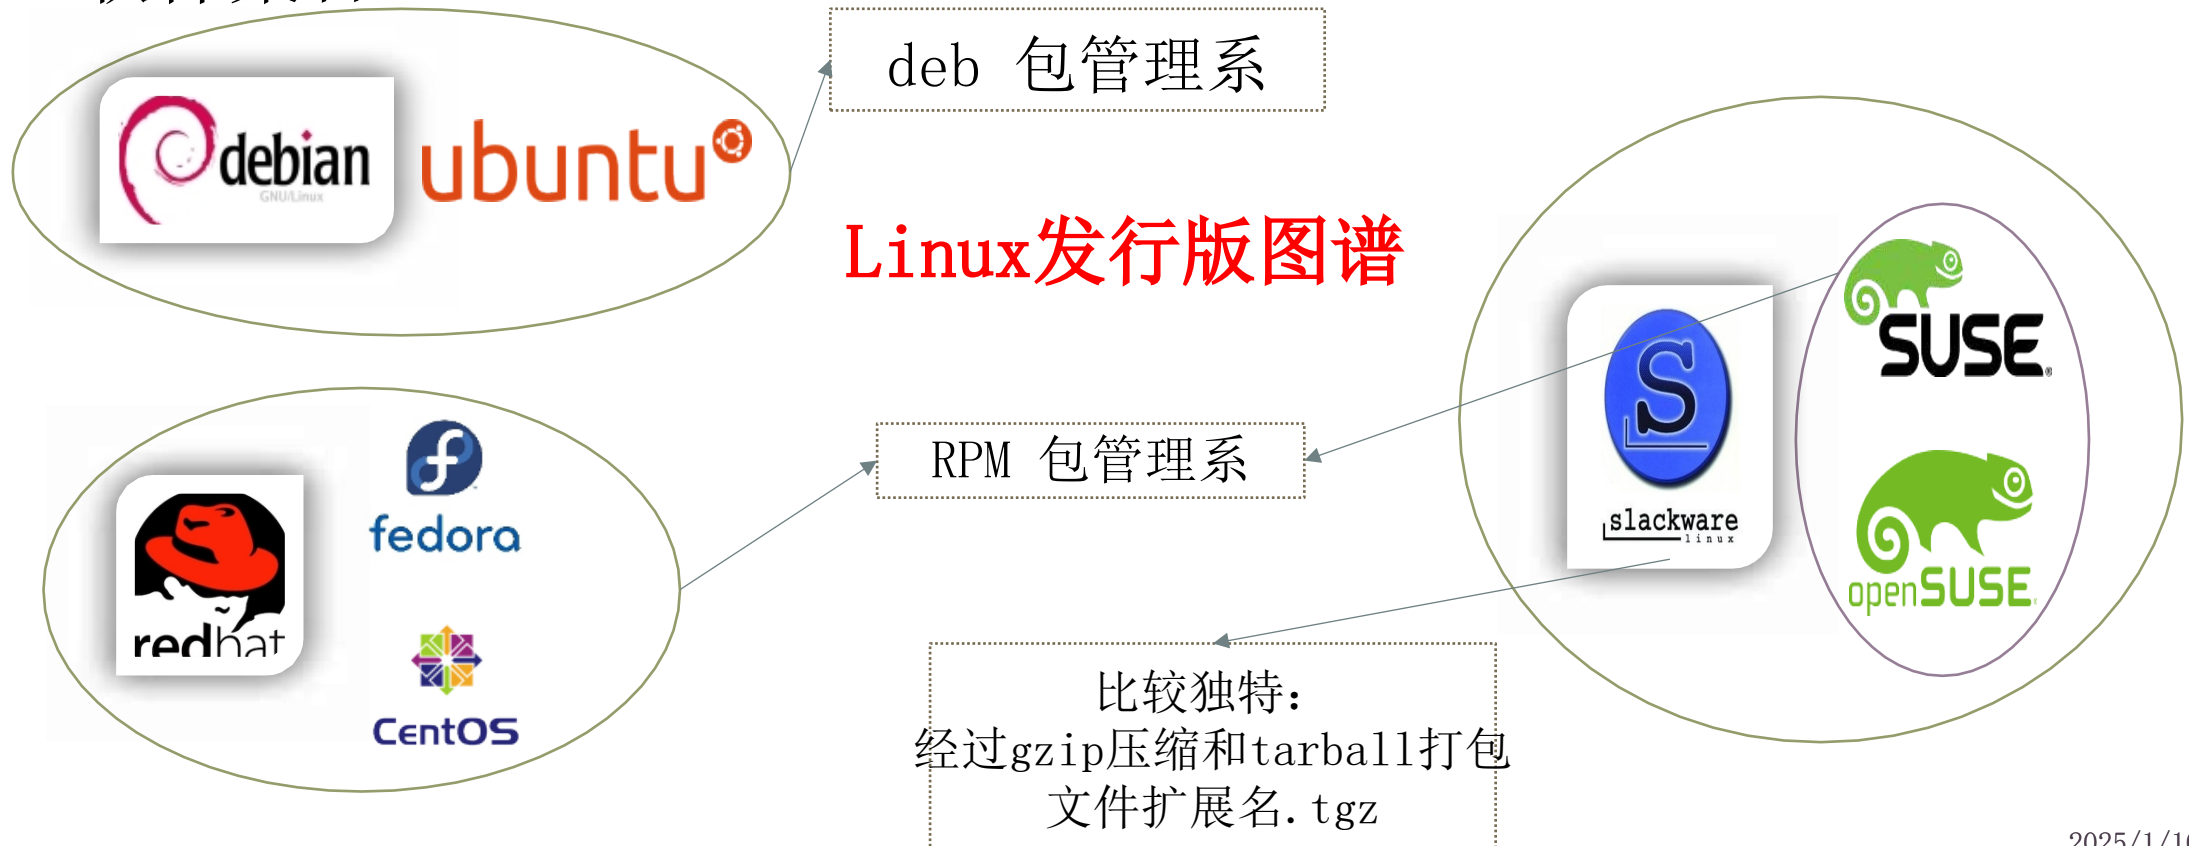 deb 包管理系
debian
GNU/Linux
ubuntu
Linux发行版图谱
SUSE
slackware
linux
openSUSE
RPM 包管理系
fedora
redhat
CentOS
比较独特：
经过gzip压缩和tarball打包
文件扩展名.tgz